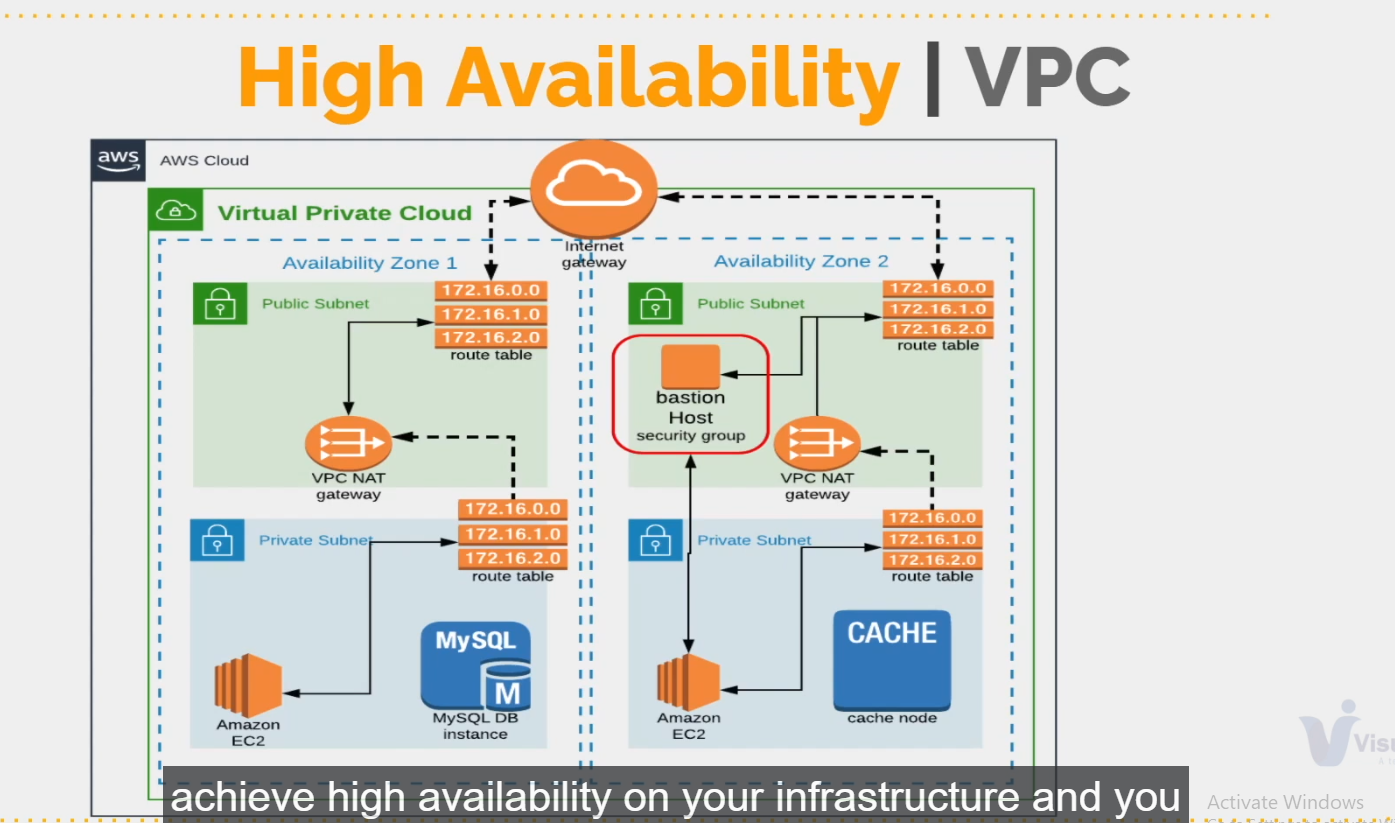 High Availability | VPC
aws
AWS Cloud
Virtual Private Cloud
Internet
gateway
Availability Zone 1
Public Subnet
172.16.0.0
172.16.1.0
172.16.2.0
route table
VPC NAT
gateway
Private Subnet
172.16.0.0
172.16.1.0
172.16.2.0
route table
Amazon
EC2
MySQL
M
MySQL DB
instance
Availability Zone 2
Public Subnet
172.16.0.0
172.16.1.0
172.16.2.0
route table
bastion
Host
security group
VPC NAT
gateway
Private Subnet
172.16.0.0
172.16.1.0
172.16.2.0
route table
Amazon
EC2
CACHE
cache node
achieve high availability on your infrastructure and you
Activate Windows